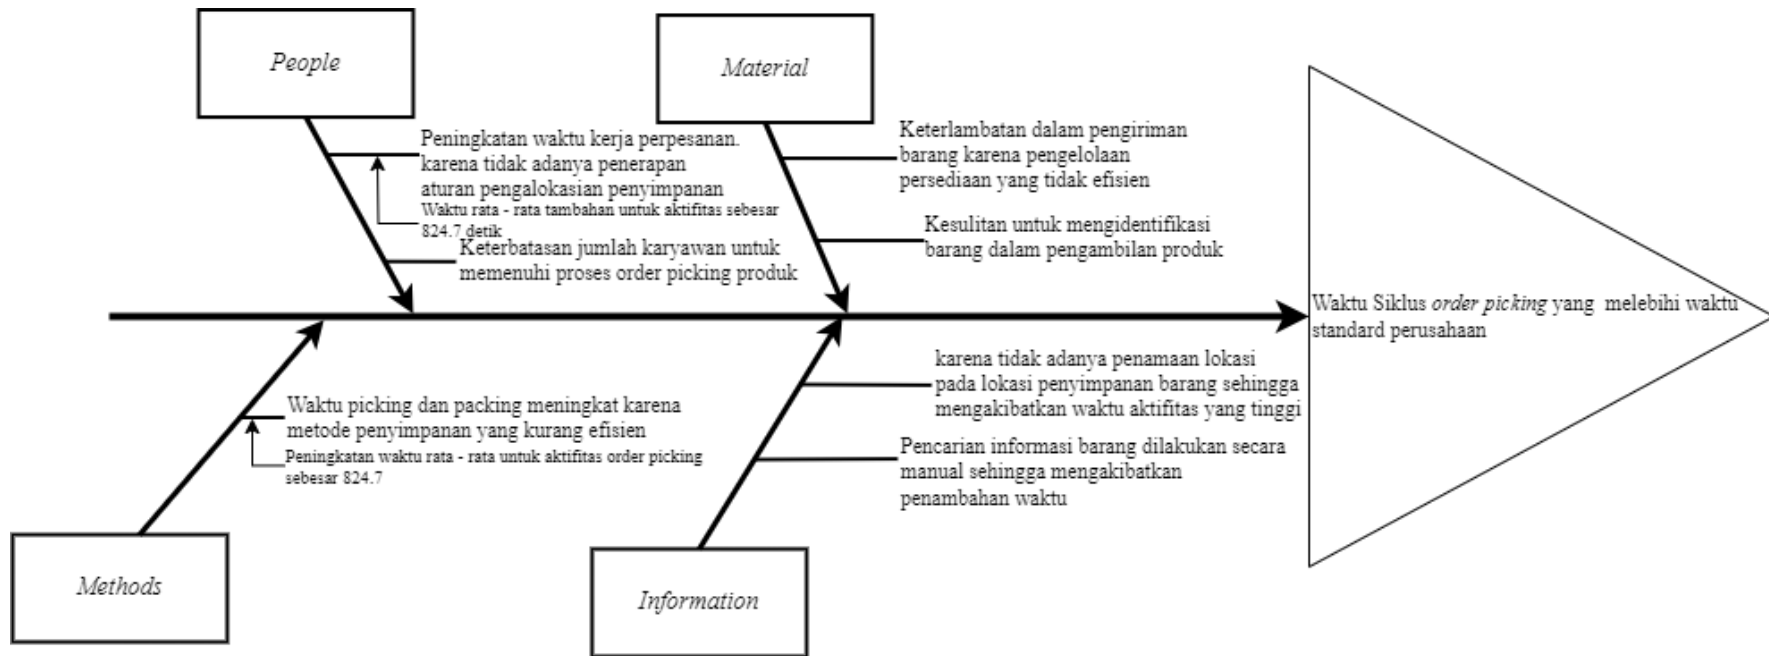 People
Material
Peningkatan waktu kerja perpesanan.
karena tidak adanya penerapan
aturan pengalokasian penyimpanan
Waktu rata - rata tambahan untuk aktifitas sebesar
824.7 detik
Keterbatasan jumlah karyawan untuk
memenuhi proses order picking produk
Keterlambatan dalam pengiriman
barang karena pengelolaan
persediaan yang tidak efisien
Kesulitan untuk mengidentifikasi
barang dalam pengambilan produk
Waktu Siklus order picking yang melebihi waktu
standard perusahaan
Waktu picking dan packing meningkat karena
metode penyimpanan yang kurang efisien
Peningkatan waktu rata - rata untuk aktifitas order picking
sebesar 824.7
karena tidak adanya penamaan lokasi
pada lokasi penyimpanan barang sehingga
mengakibatkan waktu aktifitas yang tinggi
Pencarian informasi barang dilakukan secara
manual sehingga mengakibatkan
penambahan waktu
Methods
Information